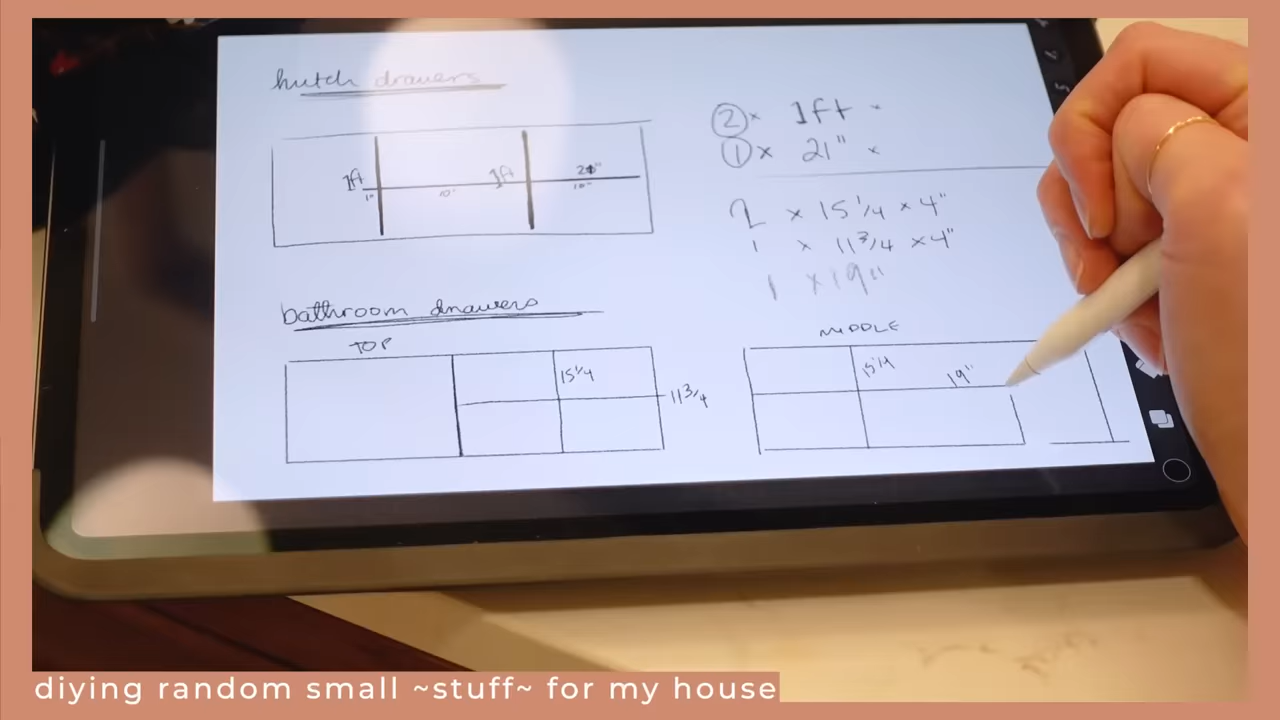 hutch drawers
② x 1ft x
① x 21" x
1ft
1ft
10"
2 x 15 1/4 x 4"
1 x 11 3/4 x 4"
1 x 19"
bathroom drawers
TOP
15 1/4
11 3/4
MIDDLE
15 1/4
19"
diying random small ~stuff~ for my house